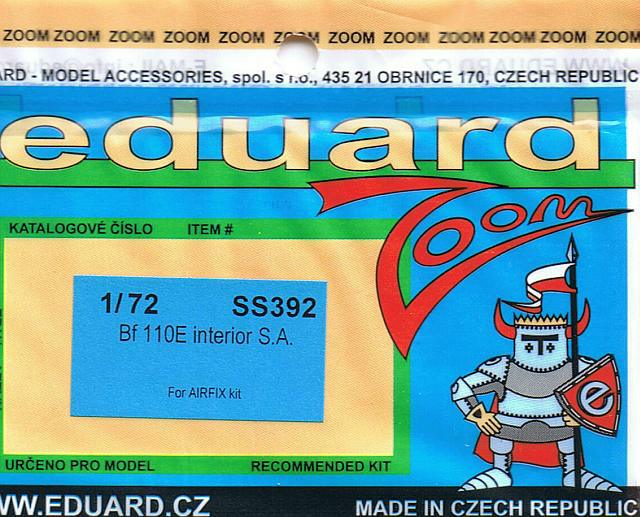 ZOOM ZOOM ZOOM ZOOM ZOOM ZOOM ZOOM ZOOM ZOOM ZOOM ZOOM ZOOM
ARD - MODEL ACCESSORIES, spol. s r.o., 435 21 OBRNICE 170, CZECH REPUBLIC
eduard
Zoom
KATALOGOVÉ ČÍSLO ITEM #
1/72 SS392
Bf 110E interior S.A.
For AIRFIX kit
e
URČENO PRO MODEL RECOMMENDED KIT
WW.EDUARD.CZ MADE IN CZECH REPUBLIC